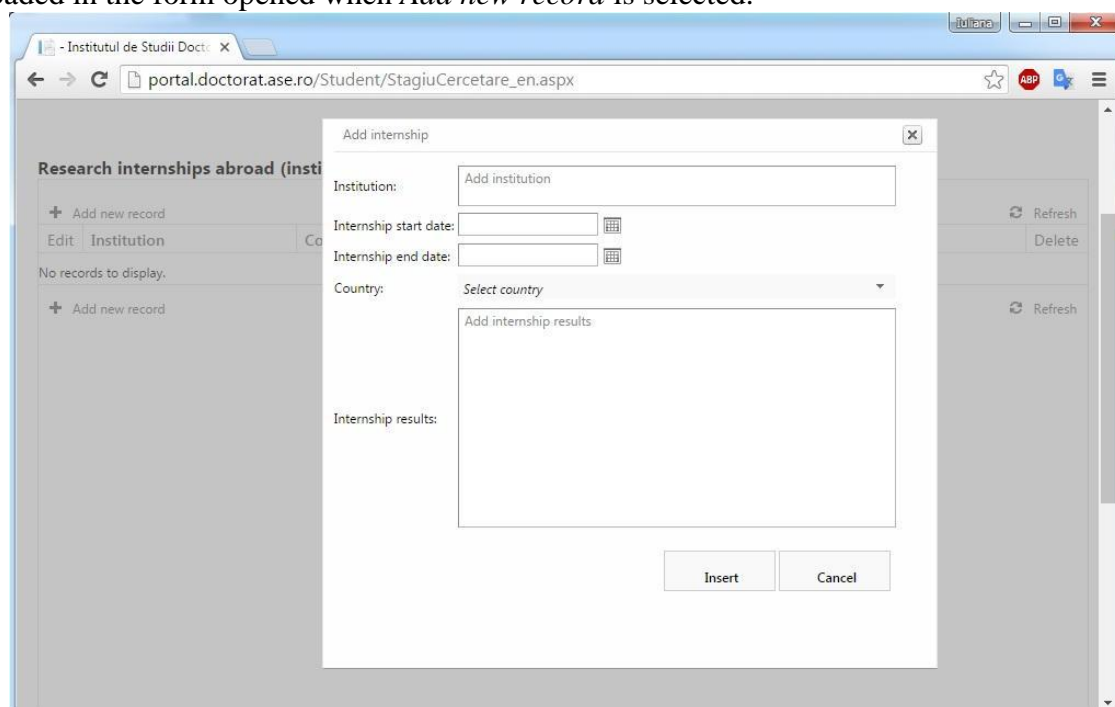 aded in the form opened when Add new record is selected.
Iuliana
- Institutul de Studii Docto
portal.doctorat.ase.ro/Student/StagiuCercetare_en.aspx
ABP
Add internship
Research internships abroad (insti
Institution:
Add institution
Add new record
Refresh
Internship start date:
Edit Institution
Co
Delete
Internship end date:
No records to display.
Country:
Select country
Add new record
Refresh
Add internship results
Internship results:
Insert
Cancel